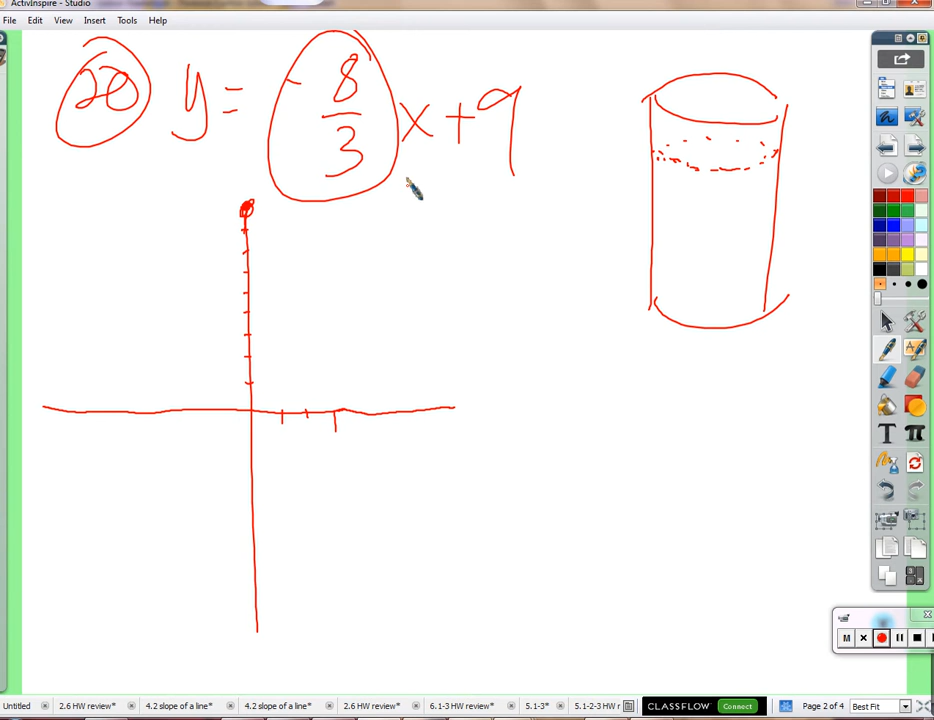 ActivInspire - Studio
File Edit View Insert Tools Help
20 y = - 8/3 x + 9
M
Untitled 2.6 HW review* 4.2 slope of a line* 4.2 slope of a line* 2.6 HW review* 6.1-3 HW review* 5.1-3* 5.1-2-3 HW r CLASSFLOW Connect Page 2 of 4 Best Fit